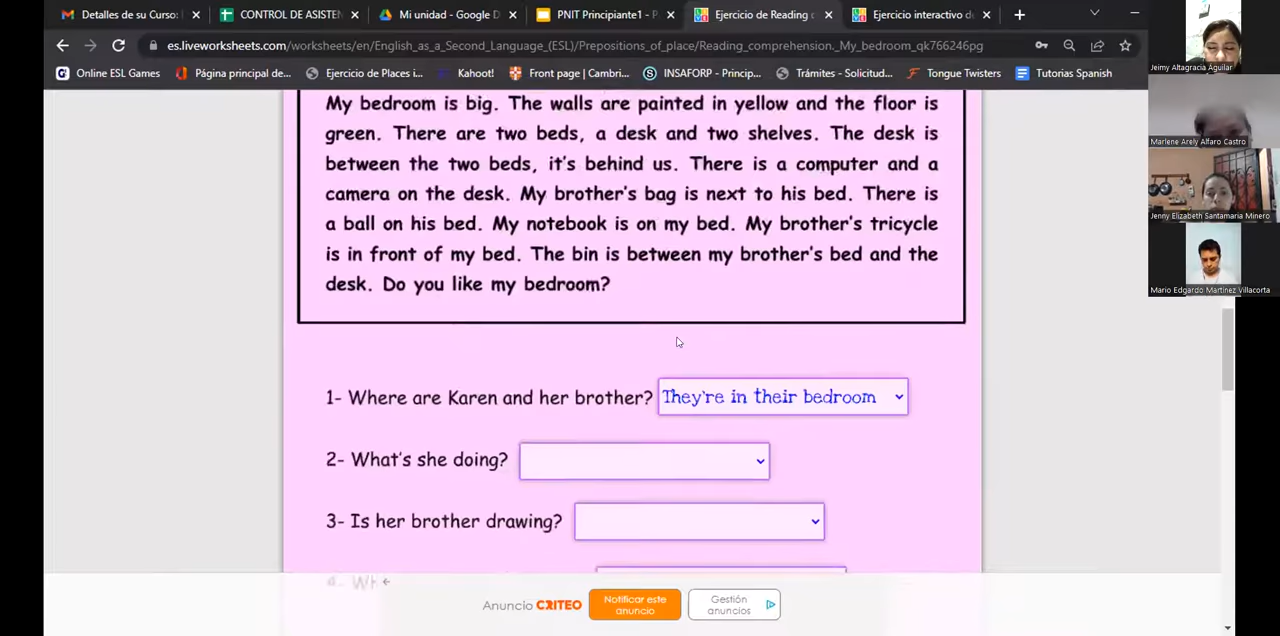 Detalles de su Curso:
CONTROL DE ASISTEN
Mi unidad - Google D
PNIT Principiante1 - P
Ejercicio de Reading c
Ejercicio interactivo de
es.liveworksheets.com/worksheets/en/English_as_a_Second_Language_(ESL)/Prepositions_of_place/Reading_comprehension._My_bedroom_qk766246pg
Online ESL Games
Página principal de...
Ejercicio de Places i...
Kahoot
Front page | Cambri...
INSAFORP - Princip...
Trámites - Solicitud...
Tongue Twisters
Tutorias Spanish
Jeimy Altagracia Aguilar
Marlene Arely Alfaro Castro
Jenny Elizabeth Santamaria Minero
Mario Edgardo Martinez Villacorta
My bedroom is big. The walls are painted in yellow and the floor is
green. There are two beds, a desk and two shelves. The desk is
between the two beds, it's behind us. There is a computer and a
camera on the desk. My brother's bag is next to his bed. There is
a ball on his bed. My notebook is on my bed. My brother's tricycle
is in front of my bed. The bin is between my brother's bed and the
desk. Do you like my bedroom?
1- Where are Karen and her brother? They're in their bedroom
2- What's she doing?
3- Is her brother drawing?
Anuncio CRITEO
Notificar este
anuncio
Gestión
anuncios